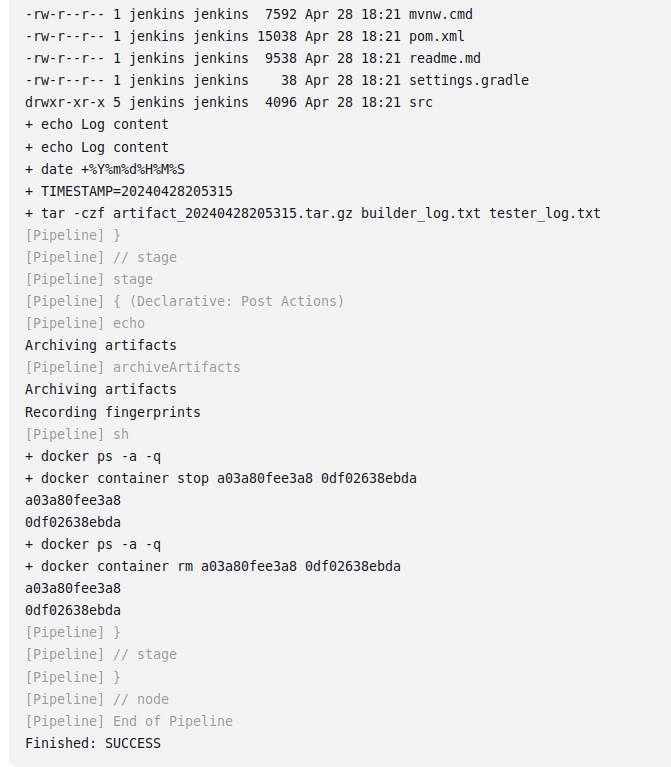 -rw-r--r-- 1 jenkins jenkins  7592 Apr 28 18:21 mvnw.cmd
-rw-r--r-- 1 jenkins jenkins 15038 Apr 28 18:21 pom.xml
-rw-r--r-- 1 jenkins jenkins  9538 Apr 28 18:21 readme.md
-rw-r--r-- 1 jenkins jenkins    38 Apr 28 18:21 settings.gradle
drwxr-xr-x 5 jenkins jenkins  4096 Apr 28 18:21 src
+ echo Log content
+ echo Log content
+ date +%Y%m%d%H%M%S
+ TIMESTAMP=20240428205315
+ tar -czf artifact_20240428205315.tar.gz builder_log.txt tester_log.txt
[Pipeline] }
[Pipeline] // stage
[Pipeline] stage
[Pipeline] { (Declarative: Post Actions)
[Pipeline] echo
Archiving artifacts
[Pipeline] archiveArtifacts
Archiving artifacts
Recording fingerprints
[Pipeline] sh
+ docker ps -a -q
+ docker container stop a03a80fee3a8 0df02638ebda
a03a80fee3a8
0df02638ebda
+ docker ps -a -q
+ docker container rm a03a80fee3a8 0df02638ebda
a03a80fee3a8
0df02638ebda
[Pipeline] }
[Pipeline] // stage
[Pipeline] }
[Pipeline] // node
[Pipeline] End of Pipeline
Finished: SUCCESS